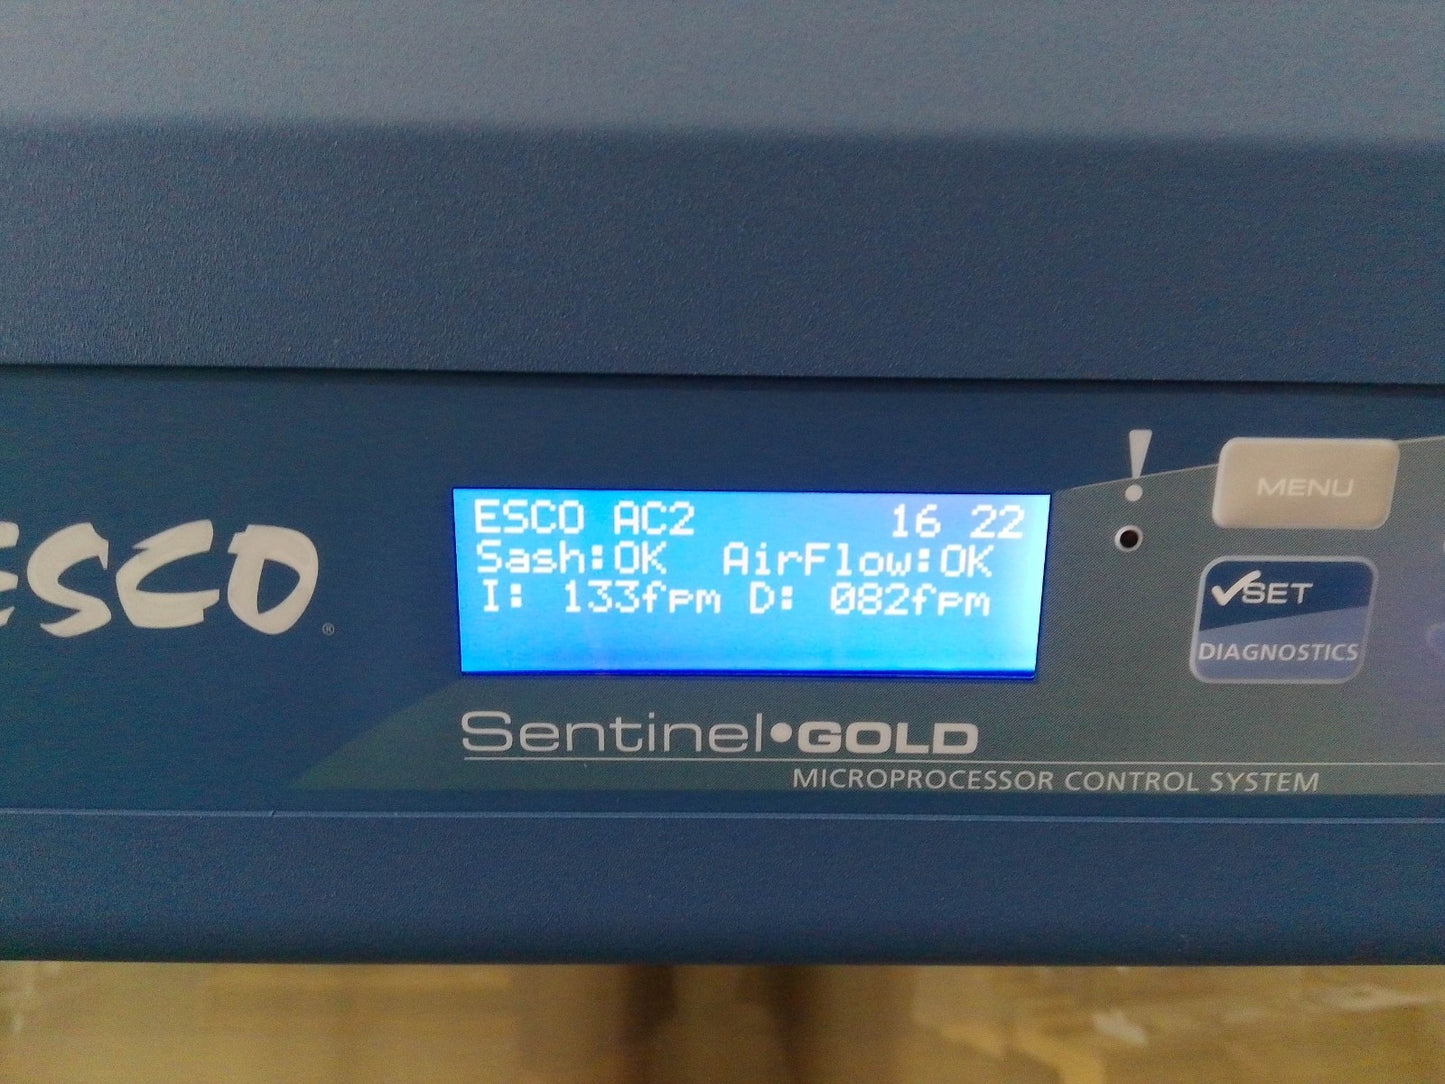 ESCO®
ESCO AC2 16 22
Sash:OK AirFlow:OK
I: 133fpm D: 082fpm
Sentinel•GOLD
MICROPROCESSOR CONTROL SYSTEM
!
MENU
✓SET
DIAGNOSTICS